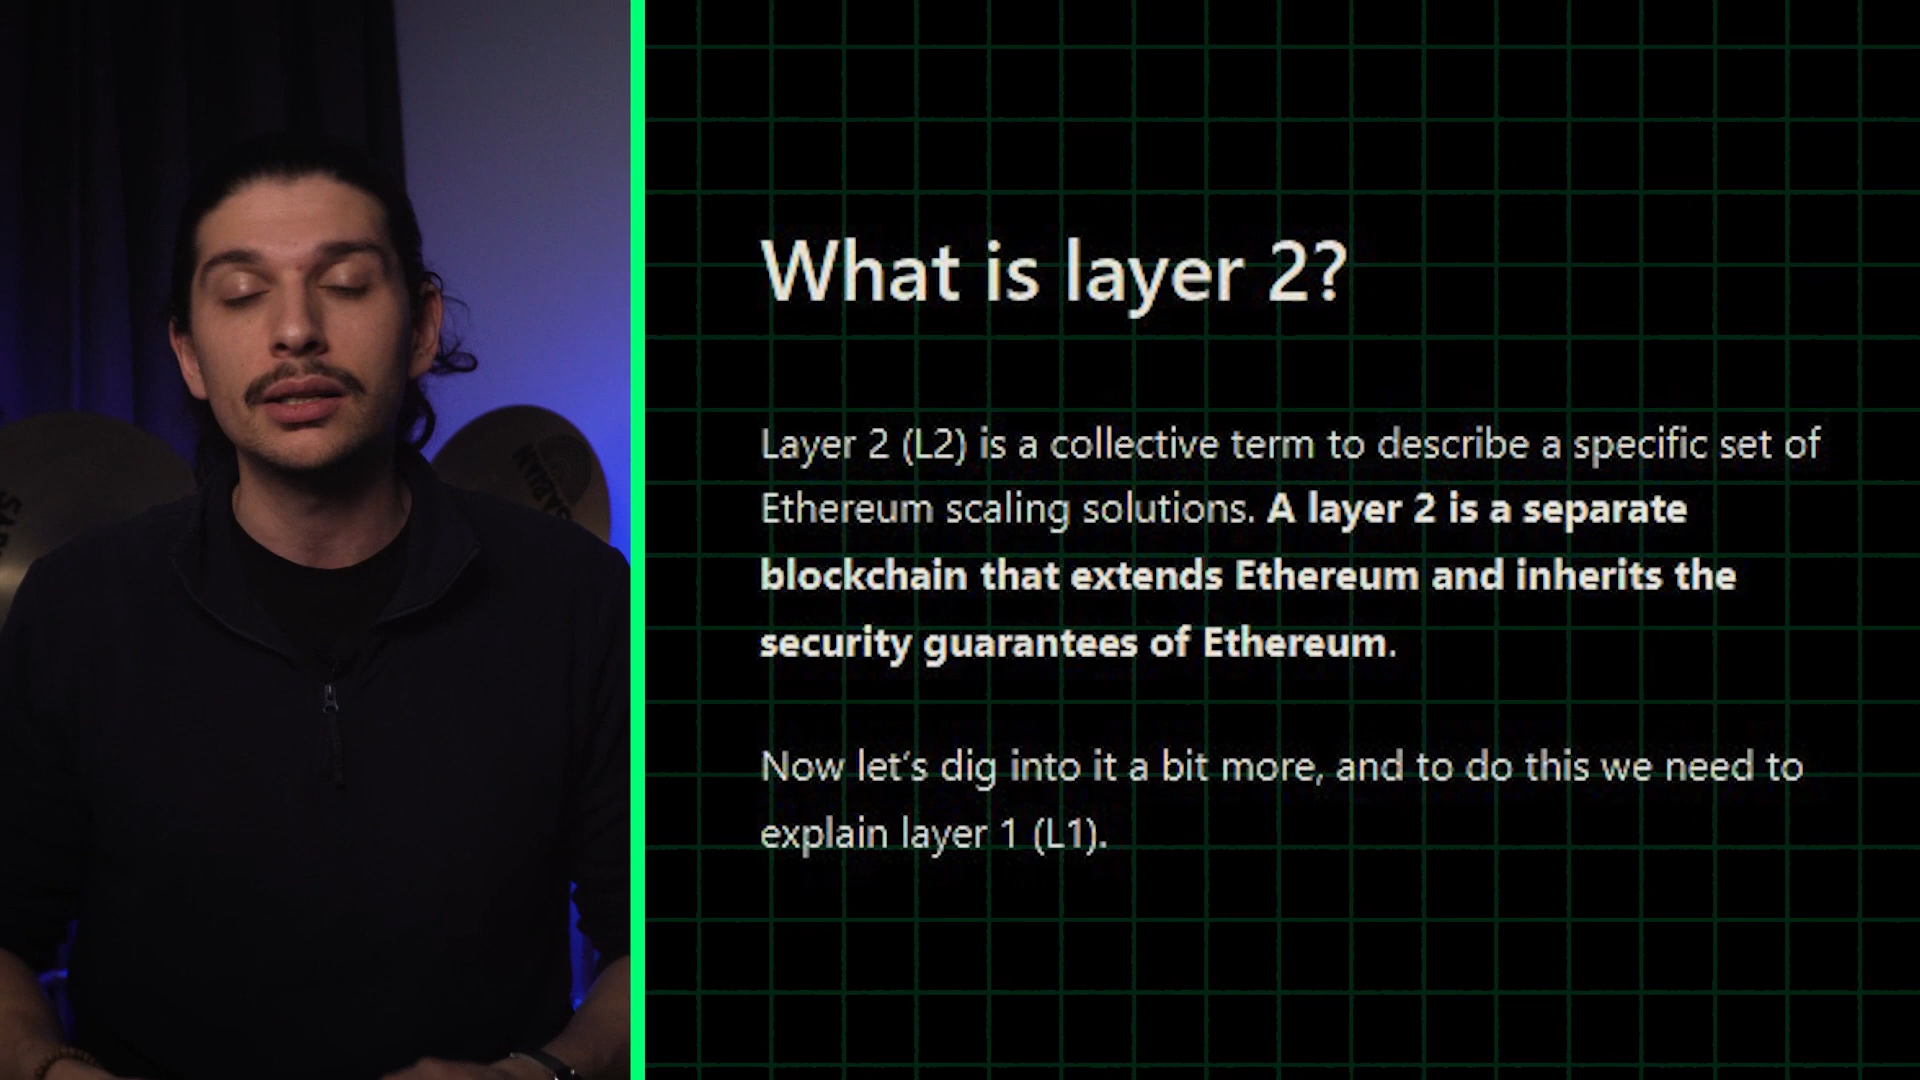 What is layer 2?
Layer 2 (L2) is a collective term to describe a specific set of
Ethereum scaling solutions. A layer 2 is a separate
blockchain that extends Ethereum and inherits the
security guarantees of Ethereum.
Now let's dig into it a bit more, and to do this we need to
explain layer 1 (L1).
SABIAN